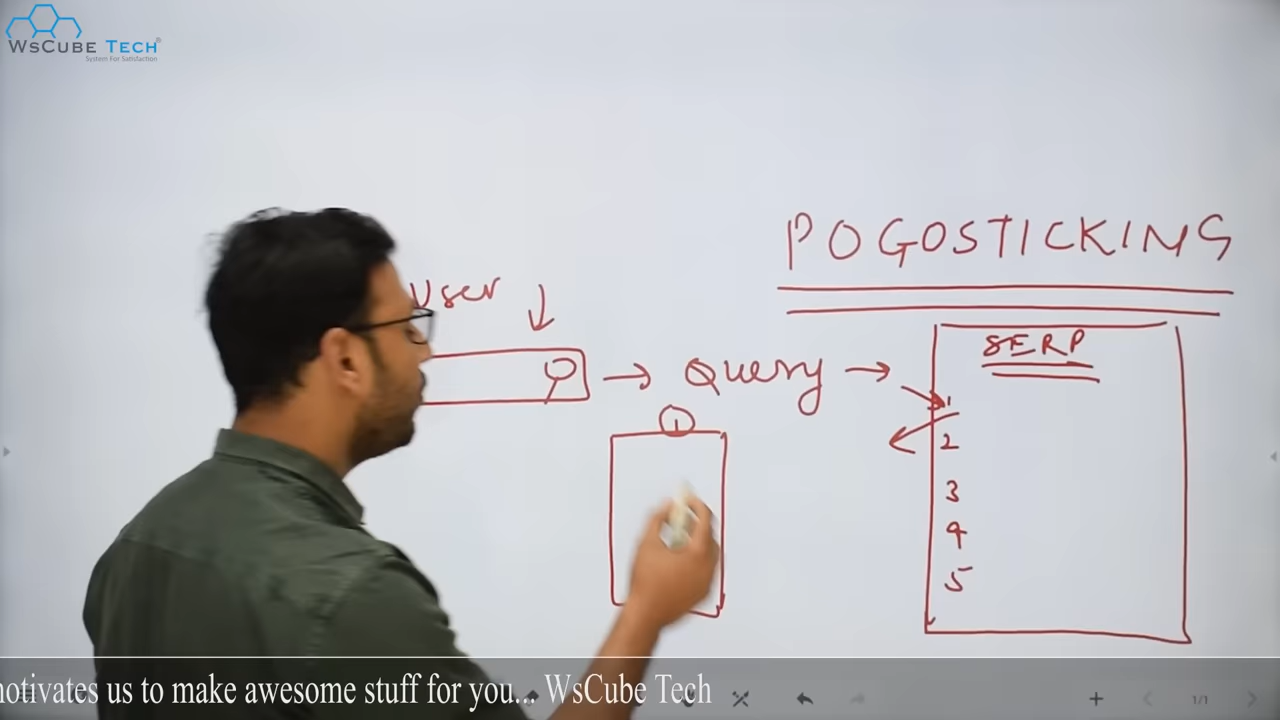 WsCube Tech
System For Satisfaction
POGOSTICKING
User
SERP
Query
1
1
2
3
4
5
motivates us to make awesome stuff for you... WsCube Tech
1/1